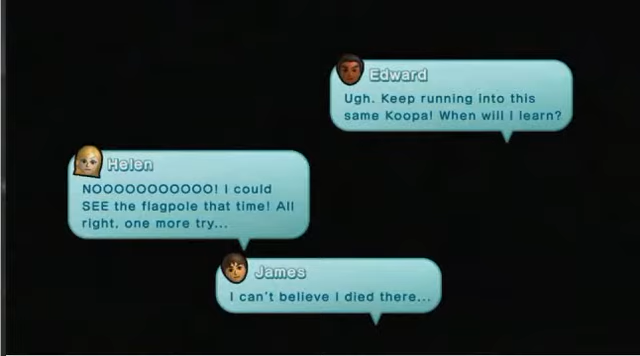 Edward
Ugh. Keep running into this
same Koopa! When will I learn?
Helen
NOOOOOOOOOOO! I could
SEE the flagpole that time! All
right, one more try...
James
I can't believe I died there...